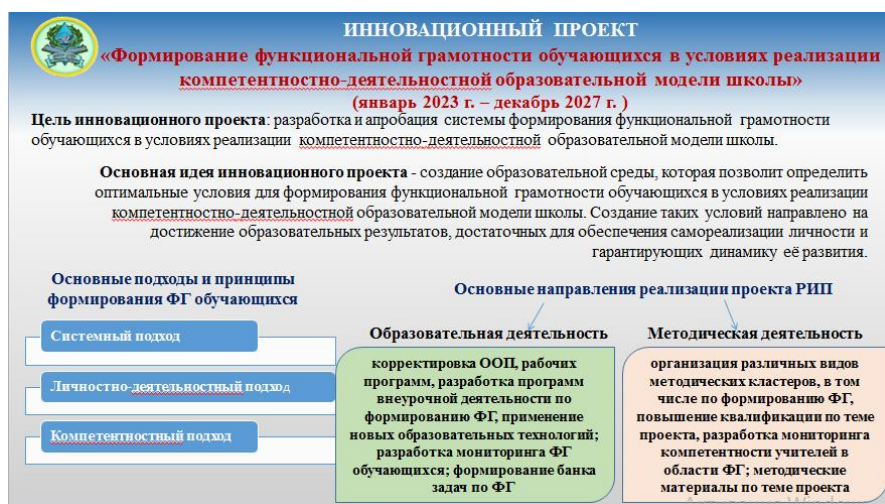 ИННОВАЦИОННЫЙ ПРОЕКТ
«Формирование функциональной грамотности обучающихся в условиях реализации
компетентностно-деятельностной образовательной модели школы»
(январь 2023 г. – декабрь 2027 г. )
Цель инновационного проекта: разработка и апробация системы формирования функциональной грамотности
обучающихся в условиях реализации компетентностно-деятельностной образовательной модели школы.
Основная идея инновационного проекта - создание образовательной среды, которая позволит определить
оптимальные условия для формирования функциональной грамотности обучающихся в условиях реализации
компетентностно-деятельностной образовательной модели школы. Создание таких условий направлено на
достижение образовательных результатов, достаточных для обеспечения самореализации личности и
гарантирующих динамику её развития.
Основные подходы и принципы
формирования ФГ обучающихся
Системный подход
Личностно-деятельностный подход
Компетентностный подход
Основные направления реализации проекта РИП
Образовательная деятельность
корректировка ООП, рабочих
программ, разработка программ
внеурочной деятельности по
формированию ФГ, применение
новых образовательных технологий;
разработка мониторинга ФГ
обучающихся; формирование банка
задач по ФГ
Методическая деятельность
организация различных видов
методических кластеров, в том
числе по формированию ФГ,
повышение квалификации по теме
проекта, разработка мониторинга
компетентности учителей в
области ФГ; методические
материалы по теме проекта